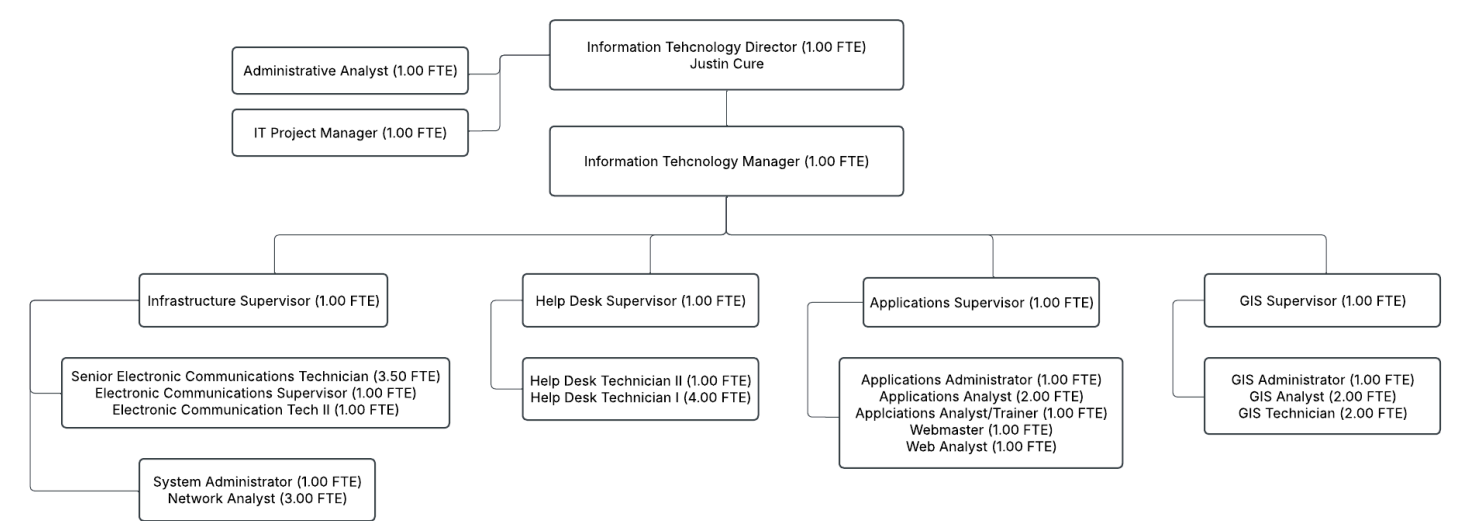 Information Tehcnology Director (1.00 FTE)
Justin Cure
Administrative Analyst (1.00 FTE)
IT Project Manager (1.00 FTE)
Information Tehcnology Manager (1.00 FTE)
Infrastructure Supervisor (1.00 FTE)
Senior Electronic Communications Technician (3.50 FTE)
Electronic Communications Supervisor (1.00 FTE)
Electronic Communication Tech II (1.00 FTE)
System Administrator (1.00 FTE)
Network Analyst (3.00 FTE)
Help Desk Supervisor (1.00 FTE)
Help Desk Technician II (1.00 FTE)
Help Desk Technician I (4.00 FTE)
Applications Supervisor (1.00 FTE)
Applications Administrator (1.00 FTE)
Applications Analyst (2.00 FTE)
Applciations Analyst/Trainer (1.00 FTE)
Webmaster (1.00 FTE)
Web Analyst (1.00 FTE)
GIS Supervisor (1.00 FTE)
GIS Administrator (1.00 FTE)
GIS Analyst (2.00 FTE)
GIS Technician (2.00 FTE)